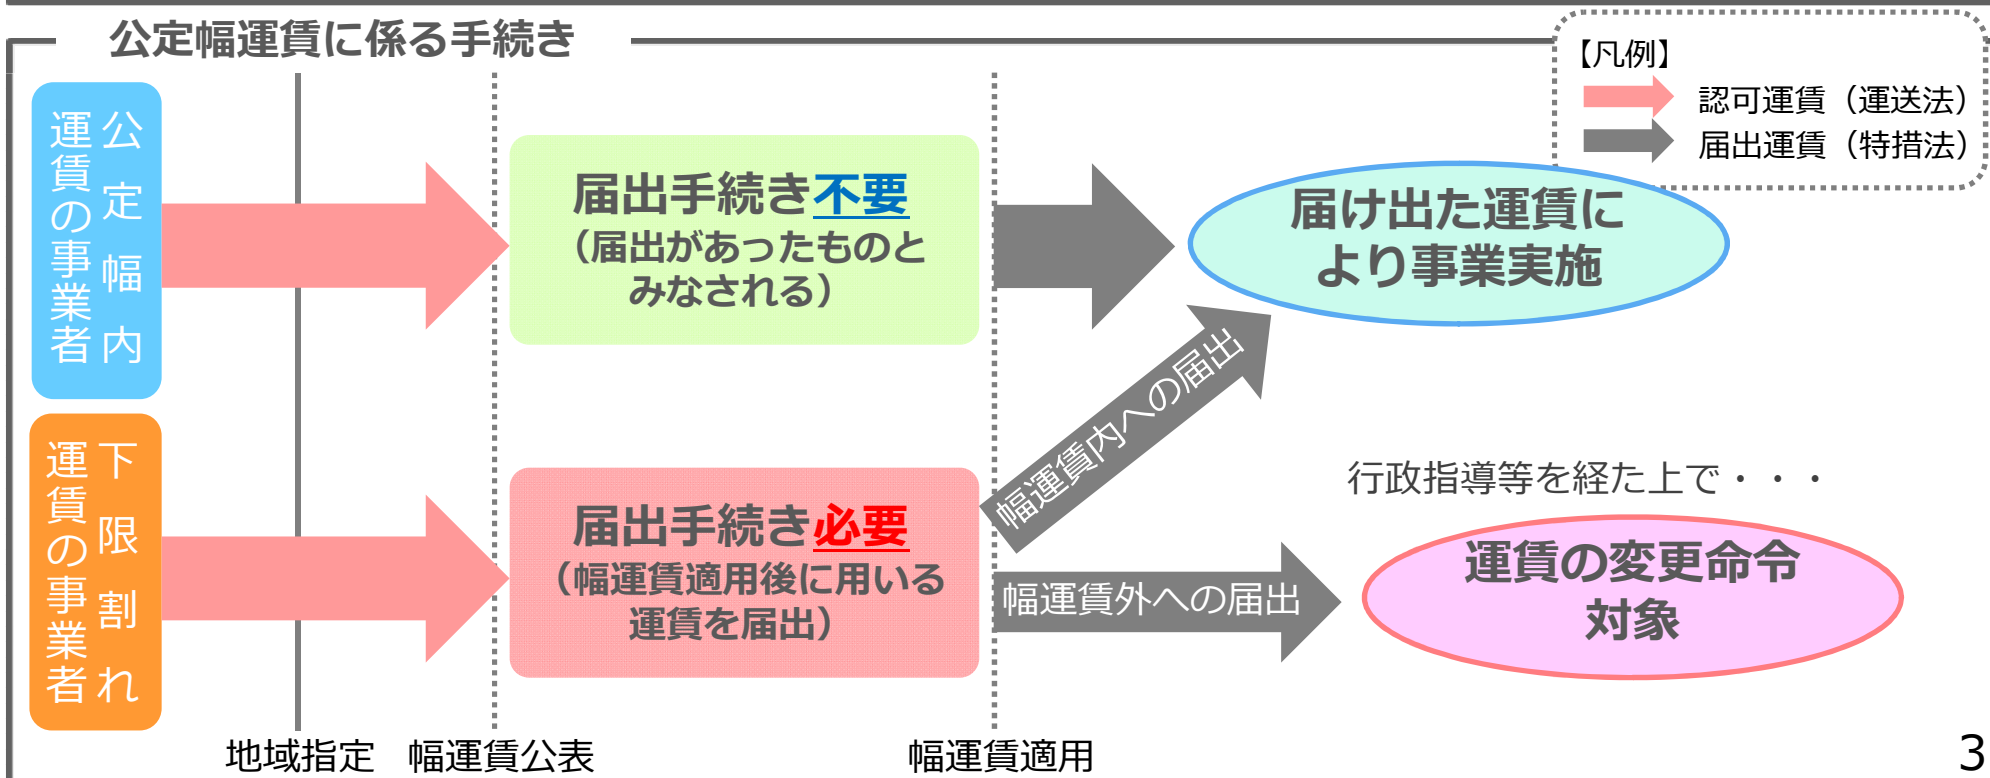 公定幅運賃に係る手続き
【凡例】
認可運賃（運送法）
届出運賃（特措法）
公定幅内
運賃の事業者
届出手続き不要
（届出があったものと
みなされる）
届け出た運賃に
より事業実施
下限割れ
運賃の事業者
届出手続き必要
（幅運賃適用後に用いる
運賃を届出）
幅運賃内への届出
幅運賃外への届出
行政指導等を経た上で・・・
運賃の変更命令
対象
地域指定
幅運賃公表
幅運賃適用
3